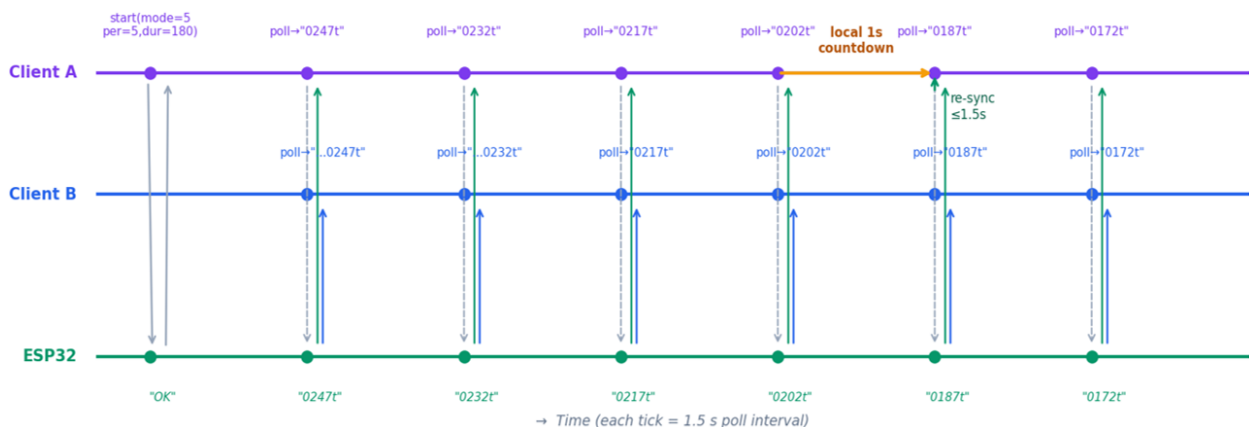 start(mode=5
per=5,dur=180)
poll→"0247t"
poll→"0232t"
poll→"0217t"
poll→"0202t"
local 1s
countdown
poll→"0187t"
poll→"0172t"
Client A
re-sync
≤1.5s
poll→"..0247t"
poll→"..0232t"
poll→"0217t"
poll→"0202t"
poll→"0187t"
poll→"0172t"
Client B
ESP32
"OK"
"0247t"
"0232t"
"0217t"
"0202t"
"0187t"
"0172t"
→ Time (each tick = 1.5 s poll interval)